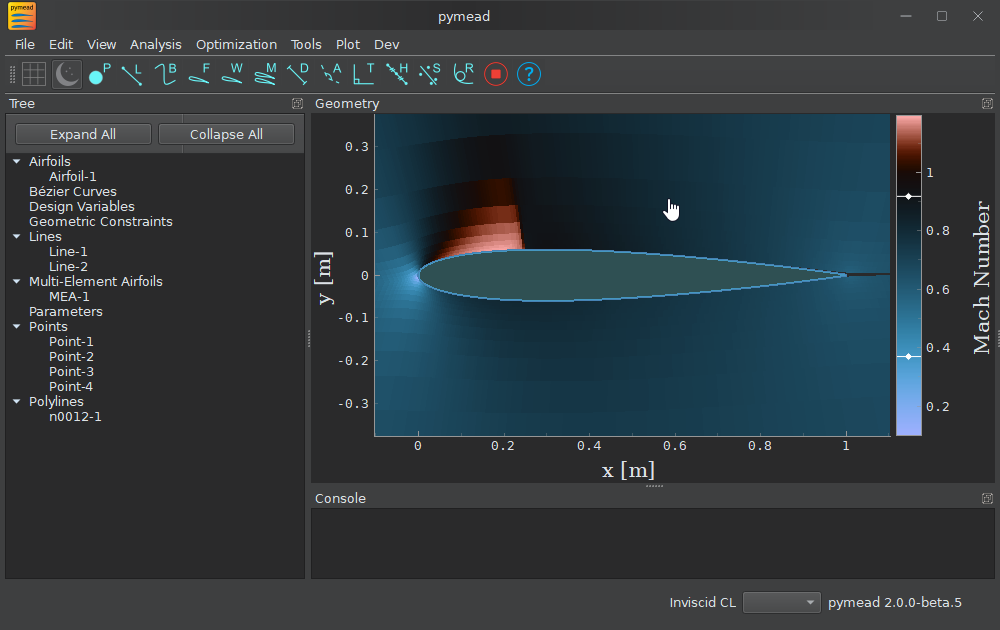 pymead
pymead
File Edit View Analysis Optimization Tools Plot Dev
P L B F W M D A T H S R ?
Tree
Geometry
Expand All Collapse All
Airfoils
Airfoil-1
Bézier Curves
Design Variables
Geometric Constraints
Lines
Line-1
Line-2
Multi-Element Airfoils
MEA-1
Parameters
Points
Point-1
Point-2
Point-3
Point-4
Polylines
n0012-1
y [m]
0.3
0.2
0.1
0
-0.1
-0.2
-0.3
0 0.2 0.4 0.6 0.8 1
x [m]
1
0.8
0.6
0.4
0.2
Mach Number
Console
Inviscid CL pymead 2.0.0-beta.5